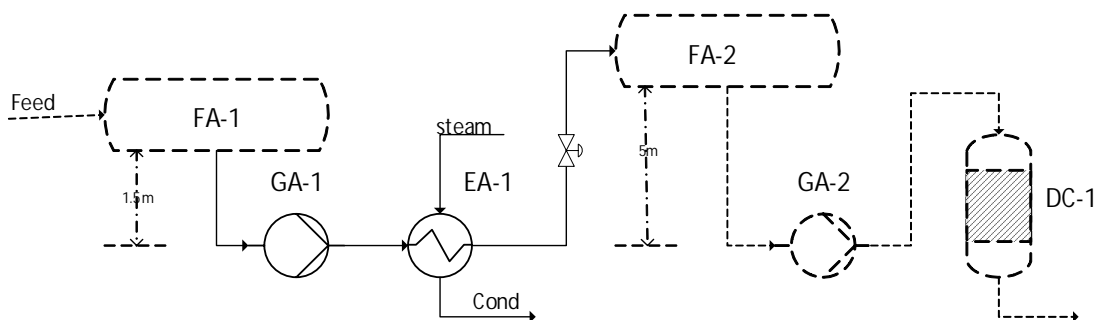 FA-2
Feed
FA-1
steam
5m
1.5m
GA-1
EA-1
GA-2
DC-1
Cond